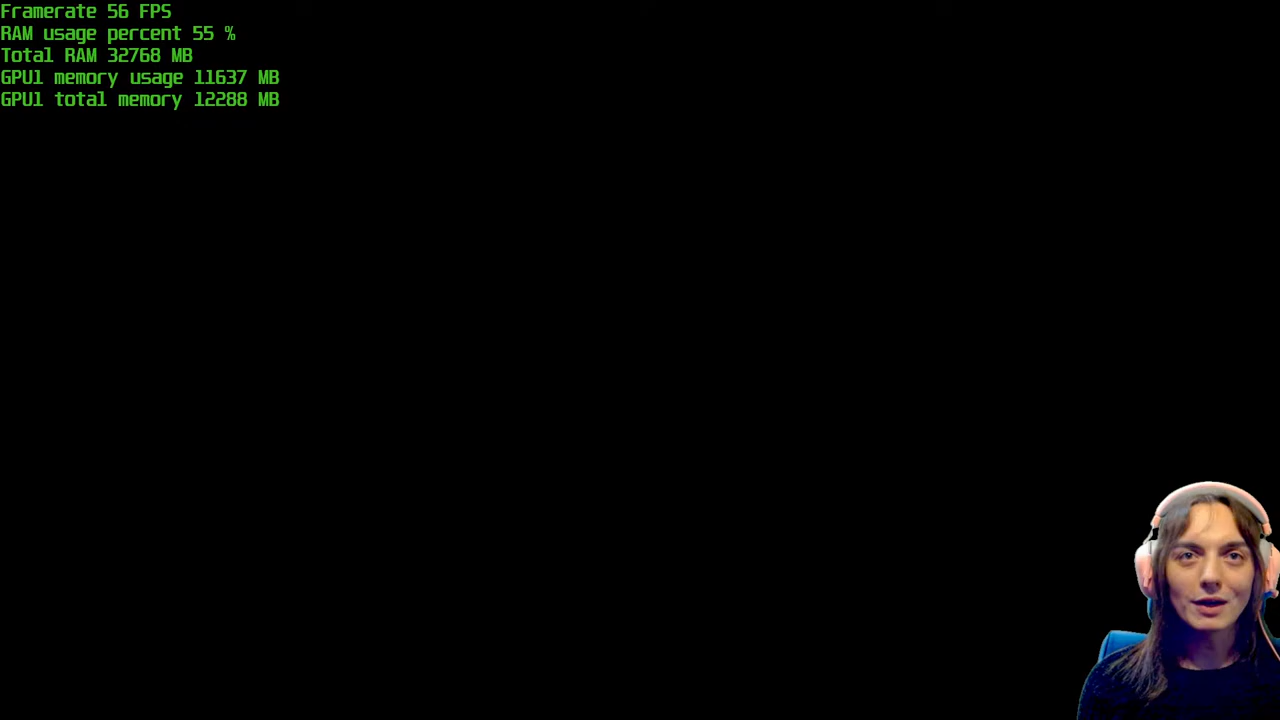 Framerate 56 FPS
RAM usage percent 55 %
Total RAM 32768 MB
GPU1 memory usage 11637 MB
GPU1 total memory 12288 MB